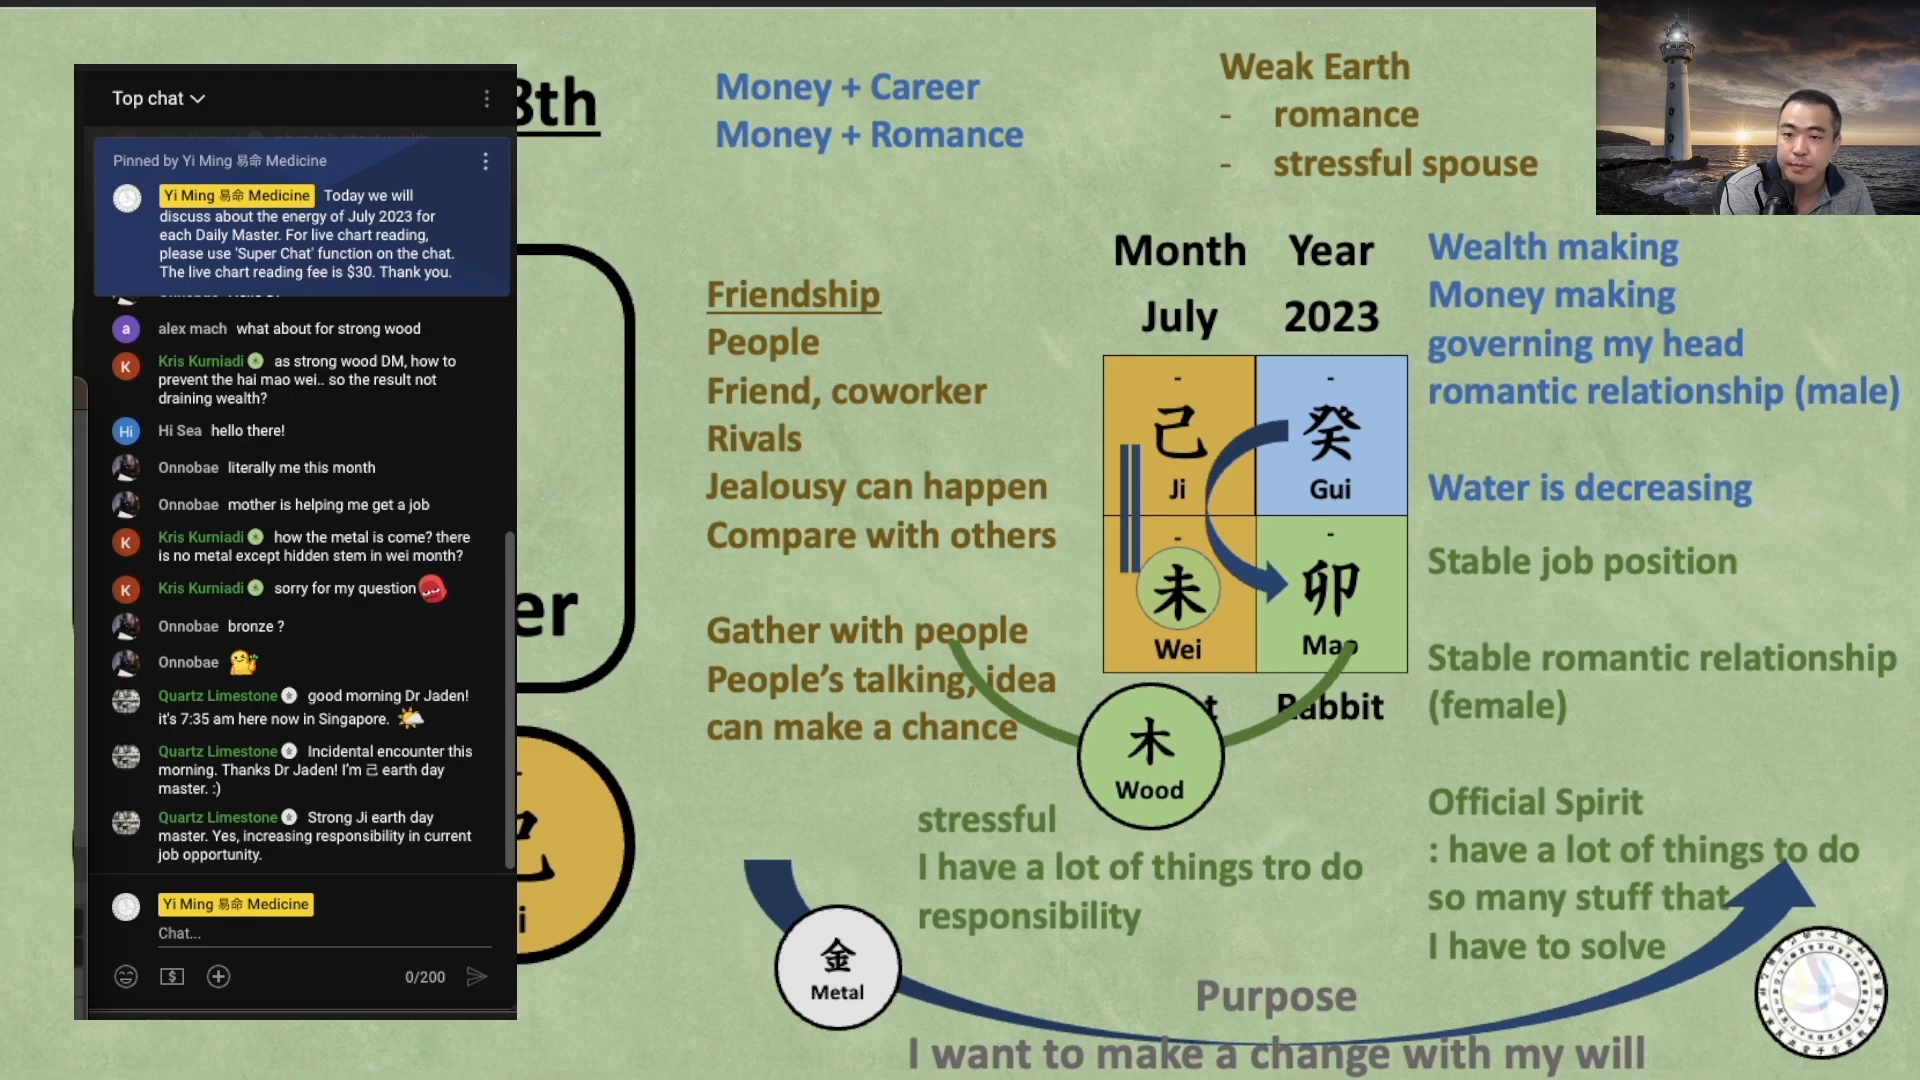 Top chat
Pinned by Yi Ming 易命 Medicine
Yi Ming 易命 Medicine Today we will
discuss about the energy of July 2023 for
each Daily Master. For live chart reading,
please use 'Super Chat' function on the chat.
The live chart reading fee is $30. Thank you.
a alex mach what about for strong wood
K Kris Kurniadi as strong wood DM, how to
prevent the hai mao wei.. so the result not
draining wealth?
Hi Hi Sea hello there!
Onnobae literally me this month
Onnobae mother is helping me get a job
K Kris Kurniadi how the metal is come? there
is no metal except hidden stem in wei month?
K Kris Kurniadi sorry for my question
Onnobae bronze ?
Onnobae
Quartz Limestone good morning Dr Jaden!
it's 7:35 am here now in Singapore.
Quartz Limestone Incidental encounter this
morning. Thanks Dr Jaden! I'm 己 earth day
master. :)
Quartz Limestone Strong Ji earth day
master. Yes, increasing responsibility in current
job opportunity.
Yi Ming 易命 Medicine
Chat...
0/200
8th
er
Money + Career
Money + Romance
Weak Earth
- romance
- stressful spouse
Friendship
People
Friend, coworker
Rivals
Jealousy can happen
Compare with others
Gather with people
People's talking, idea
can make a chance
Month Year
July 2023
- -
己 癸
Ji Gui
- -
未 卯
Wei Mao
t Rabbit
木
Wood
Wealth making
Money making
governing my head
romantic relationship (male)
Water is decreasing
Stable job position
Stable romantic relationship
(female)
Official Spirit
: have a lot of things to do
so many stuff that
I have to solve
stressful
I have a lot of things tro do
responsibility
金
Metal
Purpose
I want to make a change with my will